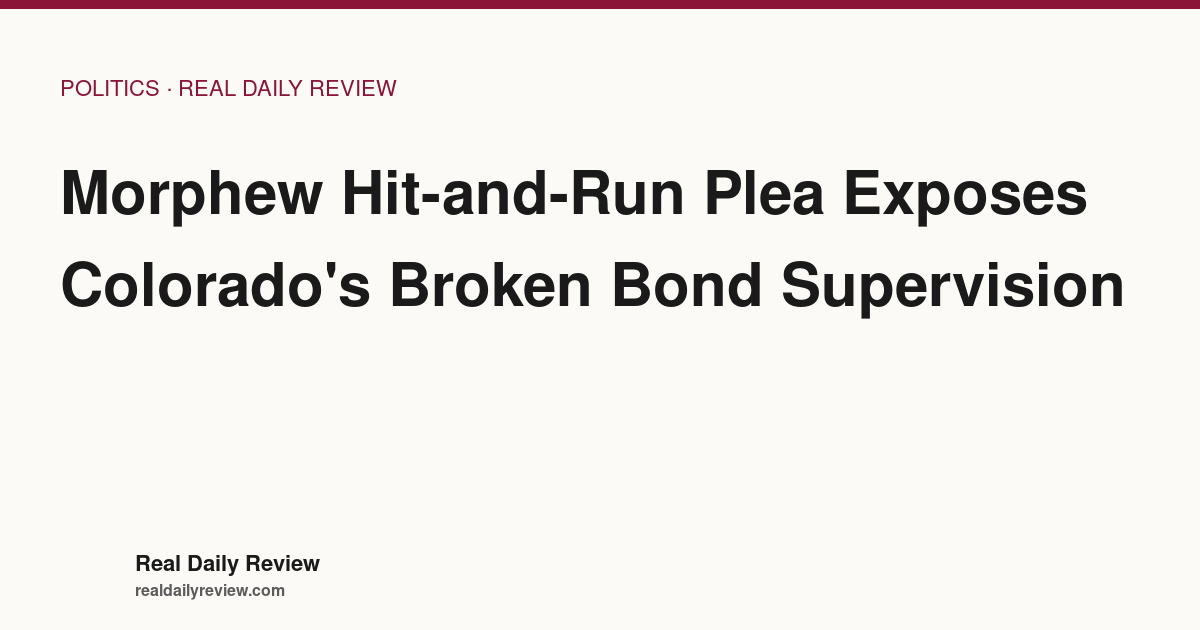 POLITICS · REAL DAILY REVIEW
Morphew Hit-and-Run Plea Exposes
Colorado's Broken Bond Supervision
Real Daily Review
realdailyreview.com